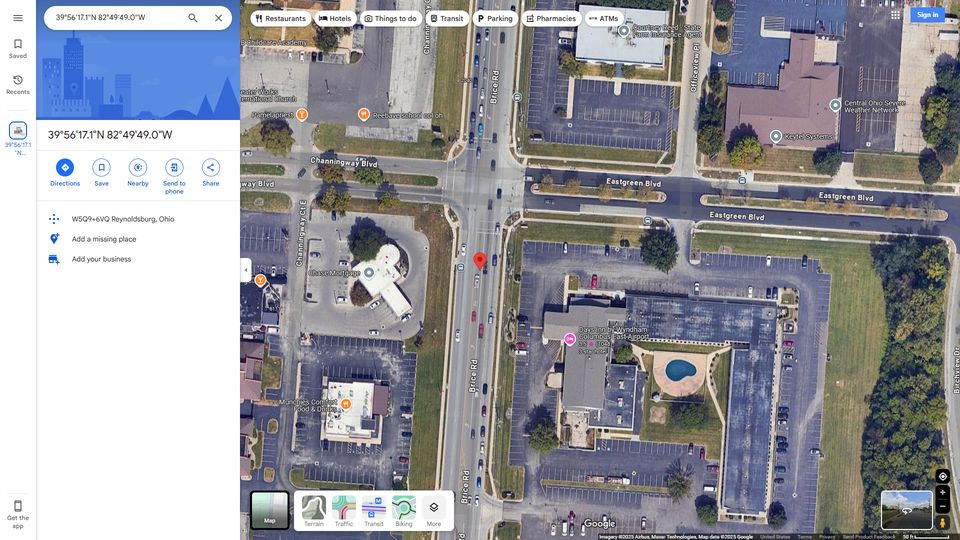 39°56'17.1"N 82°49'49.0"W
Restaurants
Hotels
Things to do
Transit
Parking
Pharmacies
ATMs
Sign in
Saved
Recents
39°56'17.1"
"N...
39°56'17.1"N 82°49'49.0"W
Directions
Save
Nearby
Send to
phone
Share
W5Q9+6VQ Reynoldsburg, Ohio
Add a missing place
Add your business
Get the
app
Childcare Academy
International Church
Reebave school co. oh
Courtney Reed - State
Farm Insurance Agent
Central Ohio Severe
Weather Network
Keytel Systems
Brice Rd
Officeview Pl
Channingway Blvd
way Blvd
Eastgreen Blvd
Eastgreen Blvd
Eastgreen Blvd
Channingway Ct E
Chase Mortgage
Days Inn by Wyndham
Columbus East Airport
Munchies Comfort
Food & Drinks
Brice Rd
Brice Rd
Birchview Dr
Map
Terrain
Traffic
Transit
Biking
More
Google
Imagery ©2025 Airbus, Maxar Technologies, Map data ©2025 Google
United States
Terms
Privacy
Send Product Feedback
50 ft